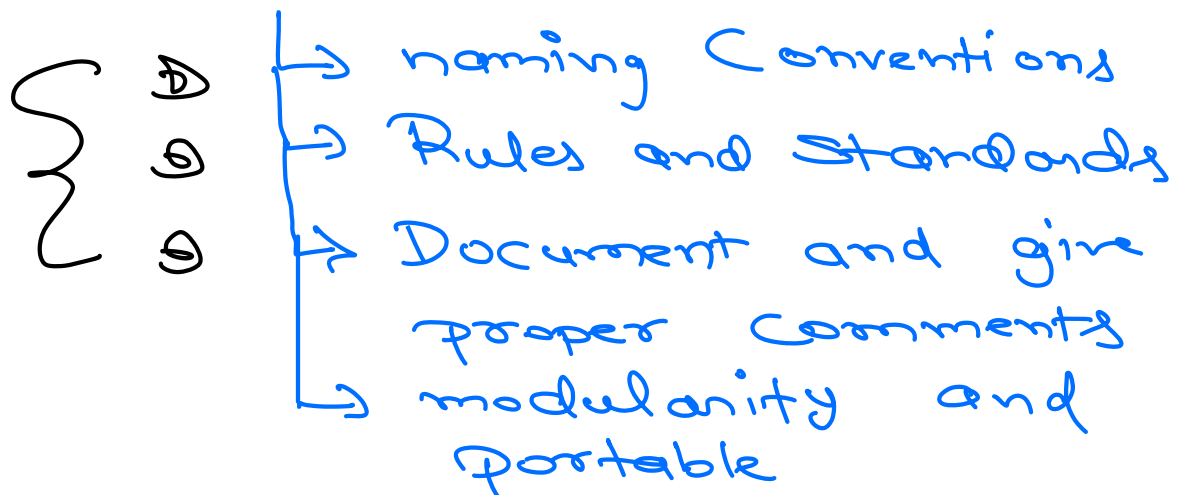 naming Conventions
Rules and Standards
Document and give
proper Comments
modularity and
portable